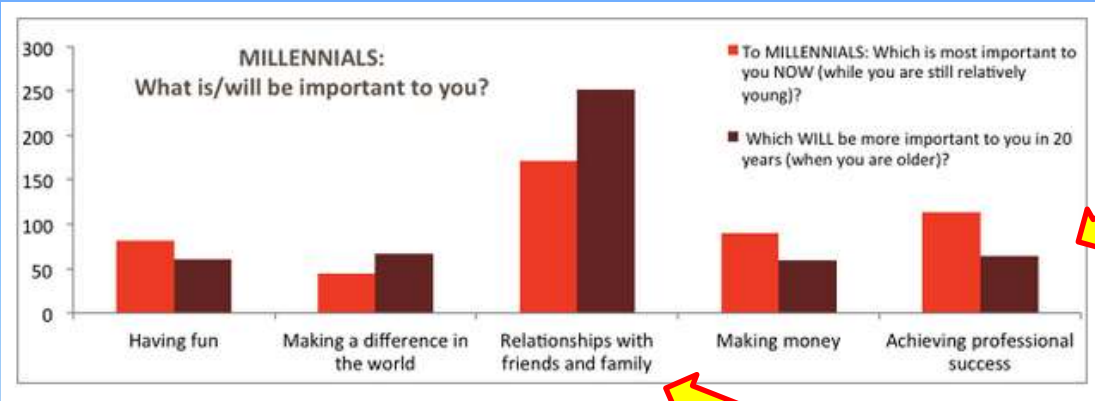 MILLENNIALS:
What is/will be important to you?
To MILLENNIALS: Which is most important to
you NOW (while you are still relatively
young)?
Which WILL be more important to you in 20
years (when you are older)?
300
250
200
150
100
50
0
Having fun
Making a difference in
the world
Relationships with
friends and family
Making money
Achieving professional
success